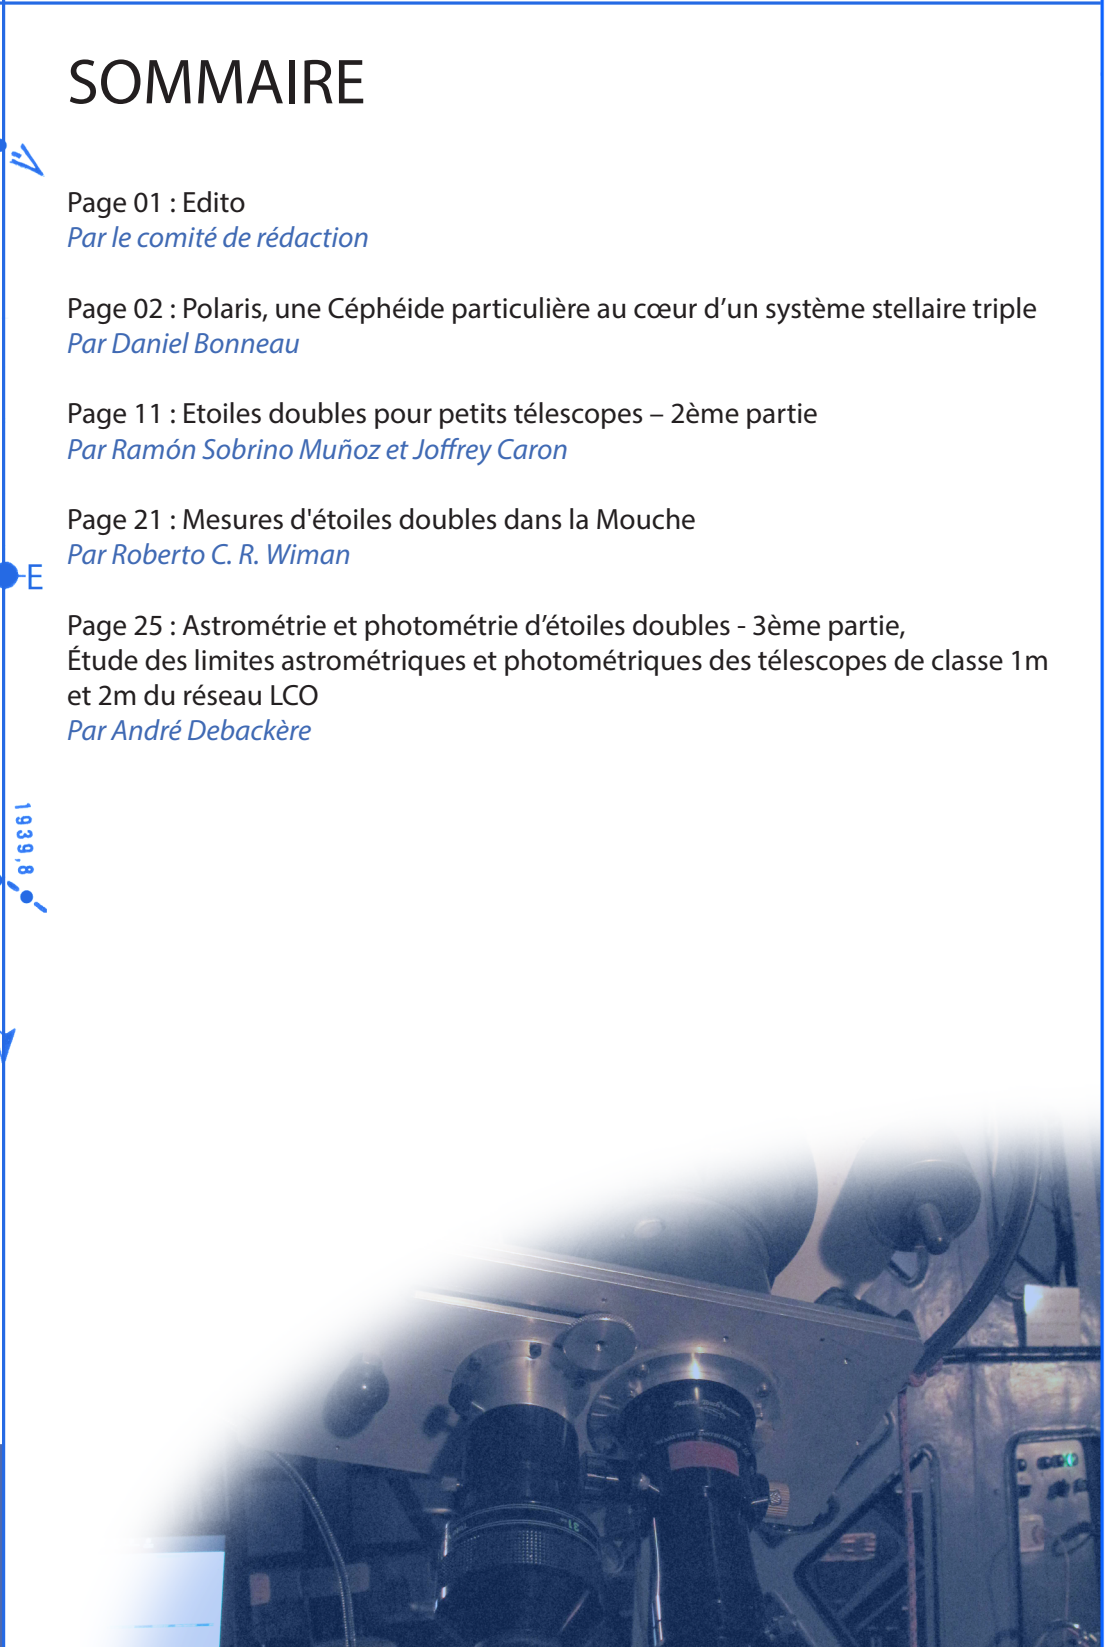 SOMMAIRE
Page 01 : Edito
Par le comité de rédaction
Page 02 : Polaris, une Céphéide particulière au cœur d’un système stellaire triple
Par Daniel Bonneau
Page 11 : Etoiles doubles pour petits télescopes – 2ème partie
Par Ramón Sobrino Muñoz et Joffrey Caron
Page 21 : Mesures d'étoiles doubles dans la Mouche
Par Roberto C. R. Wiman
E
Page 25 : Astrométrie et photométrie d’étoiles doubles - 3ème partie,
Étude des limites astrométriques et photométriques des télescopes de classe 1m
et 2m du réseau LCO
Par André Debackère
1939,8